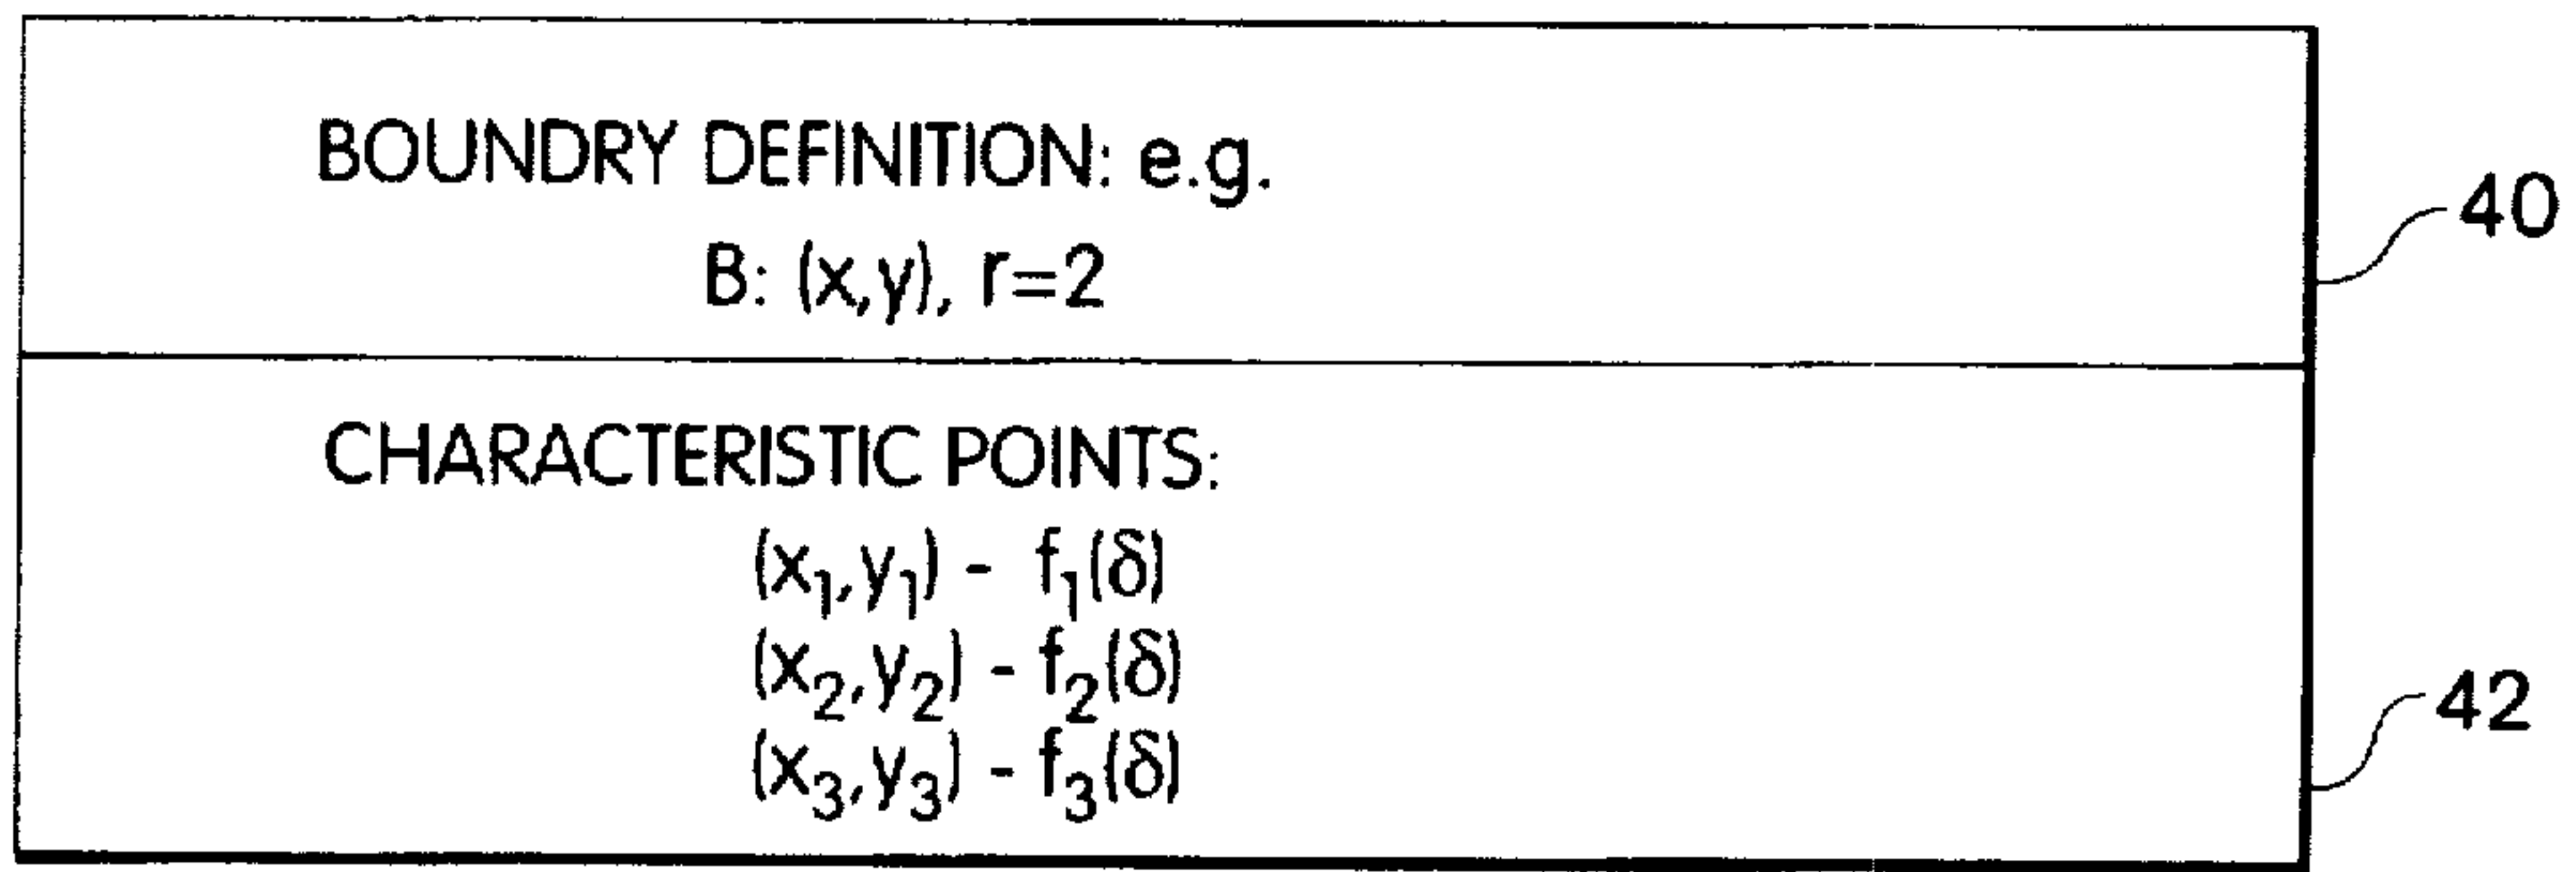 BOUNDRY DEFINITION: e.g.
B: (x,y), r=2
40
CHARACTERISTIC POINTS:
(x₁,y₁) - f₁(δ)
(x₂,y₂) - f₂(δ)
42
(x₃,y₃) - f₃(δ)